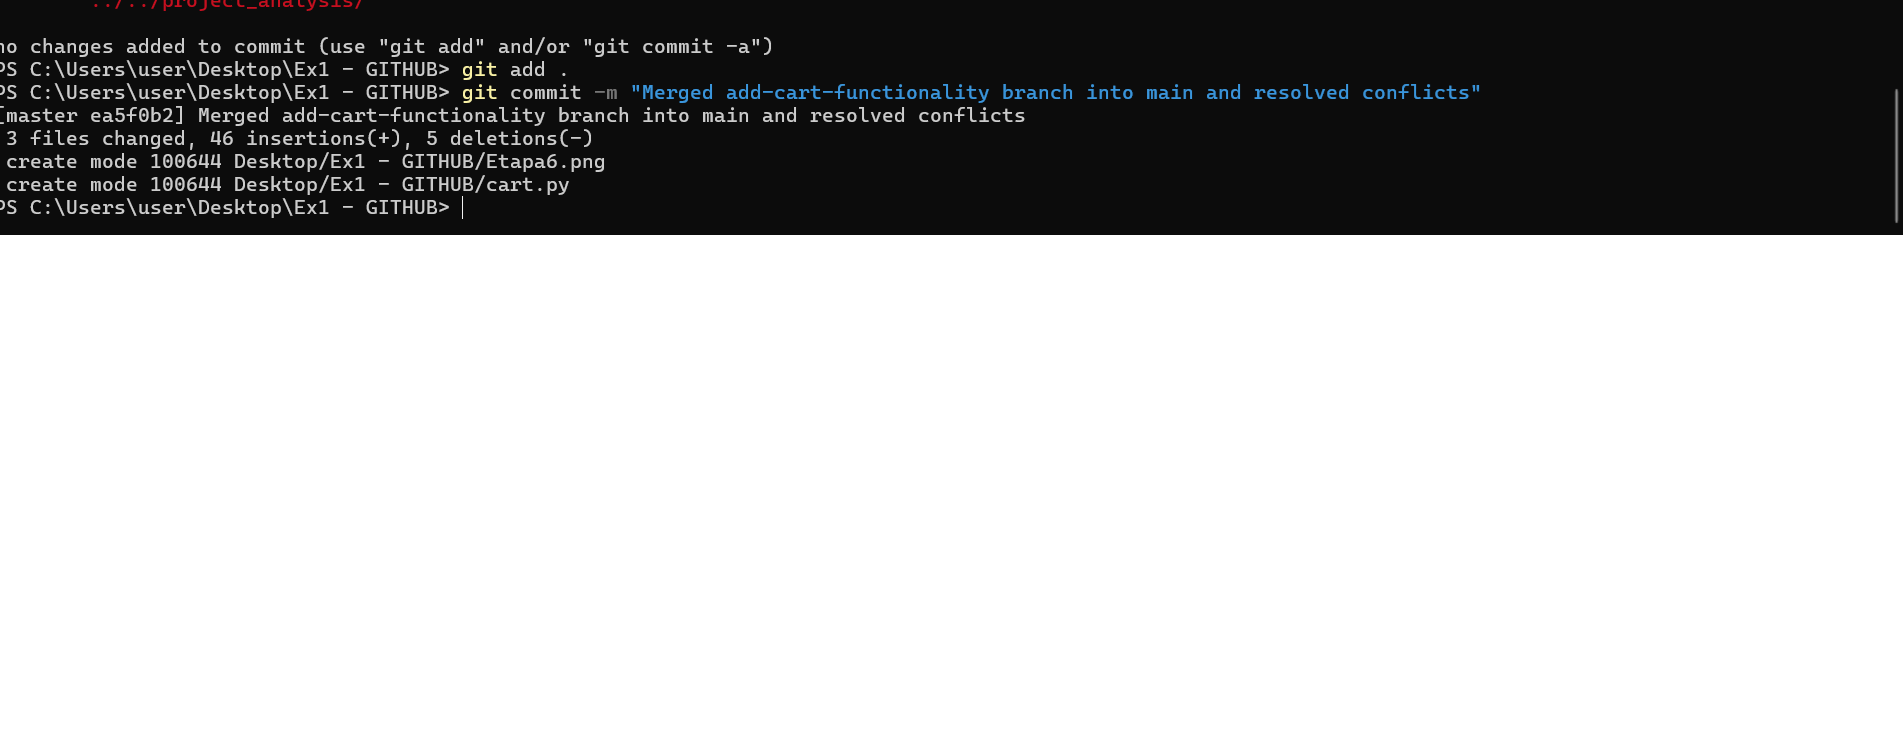 ../../project_analysis/
no changes added to commit (use "git add" and/or "git commit -a")
PS C:\Users\user\Desktop\Ex1 - GITHUB> git add .
PS C:\Users\user\Desktop\Ex1 - GITHUB> git commit -m "Merged add-cart-functionality branch into main and resolved conflicts"
[master ea5f0b2] Merged add-cart-functionality branch into main and resolved conflicts
3 files changed, 46 insertions(+), 5 deletions(-)
create mode 100644 Desktop/Ex1 - GITHUB/Etapa6.png
create mode 100644 Desktop/Ex1 - GITHUB/cart.py
PS C:\Users\user\Desktop\Ex1 - GITHUB>